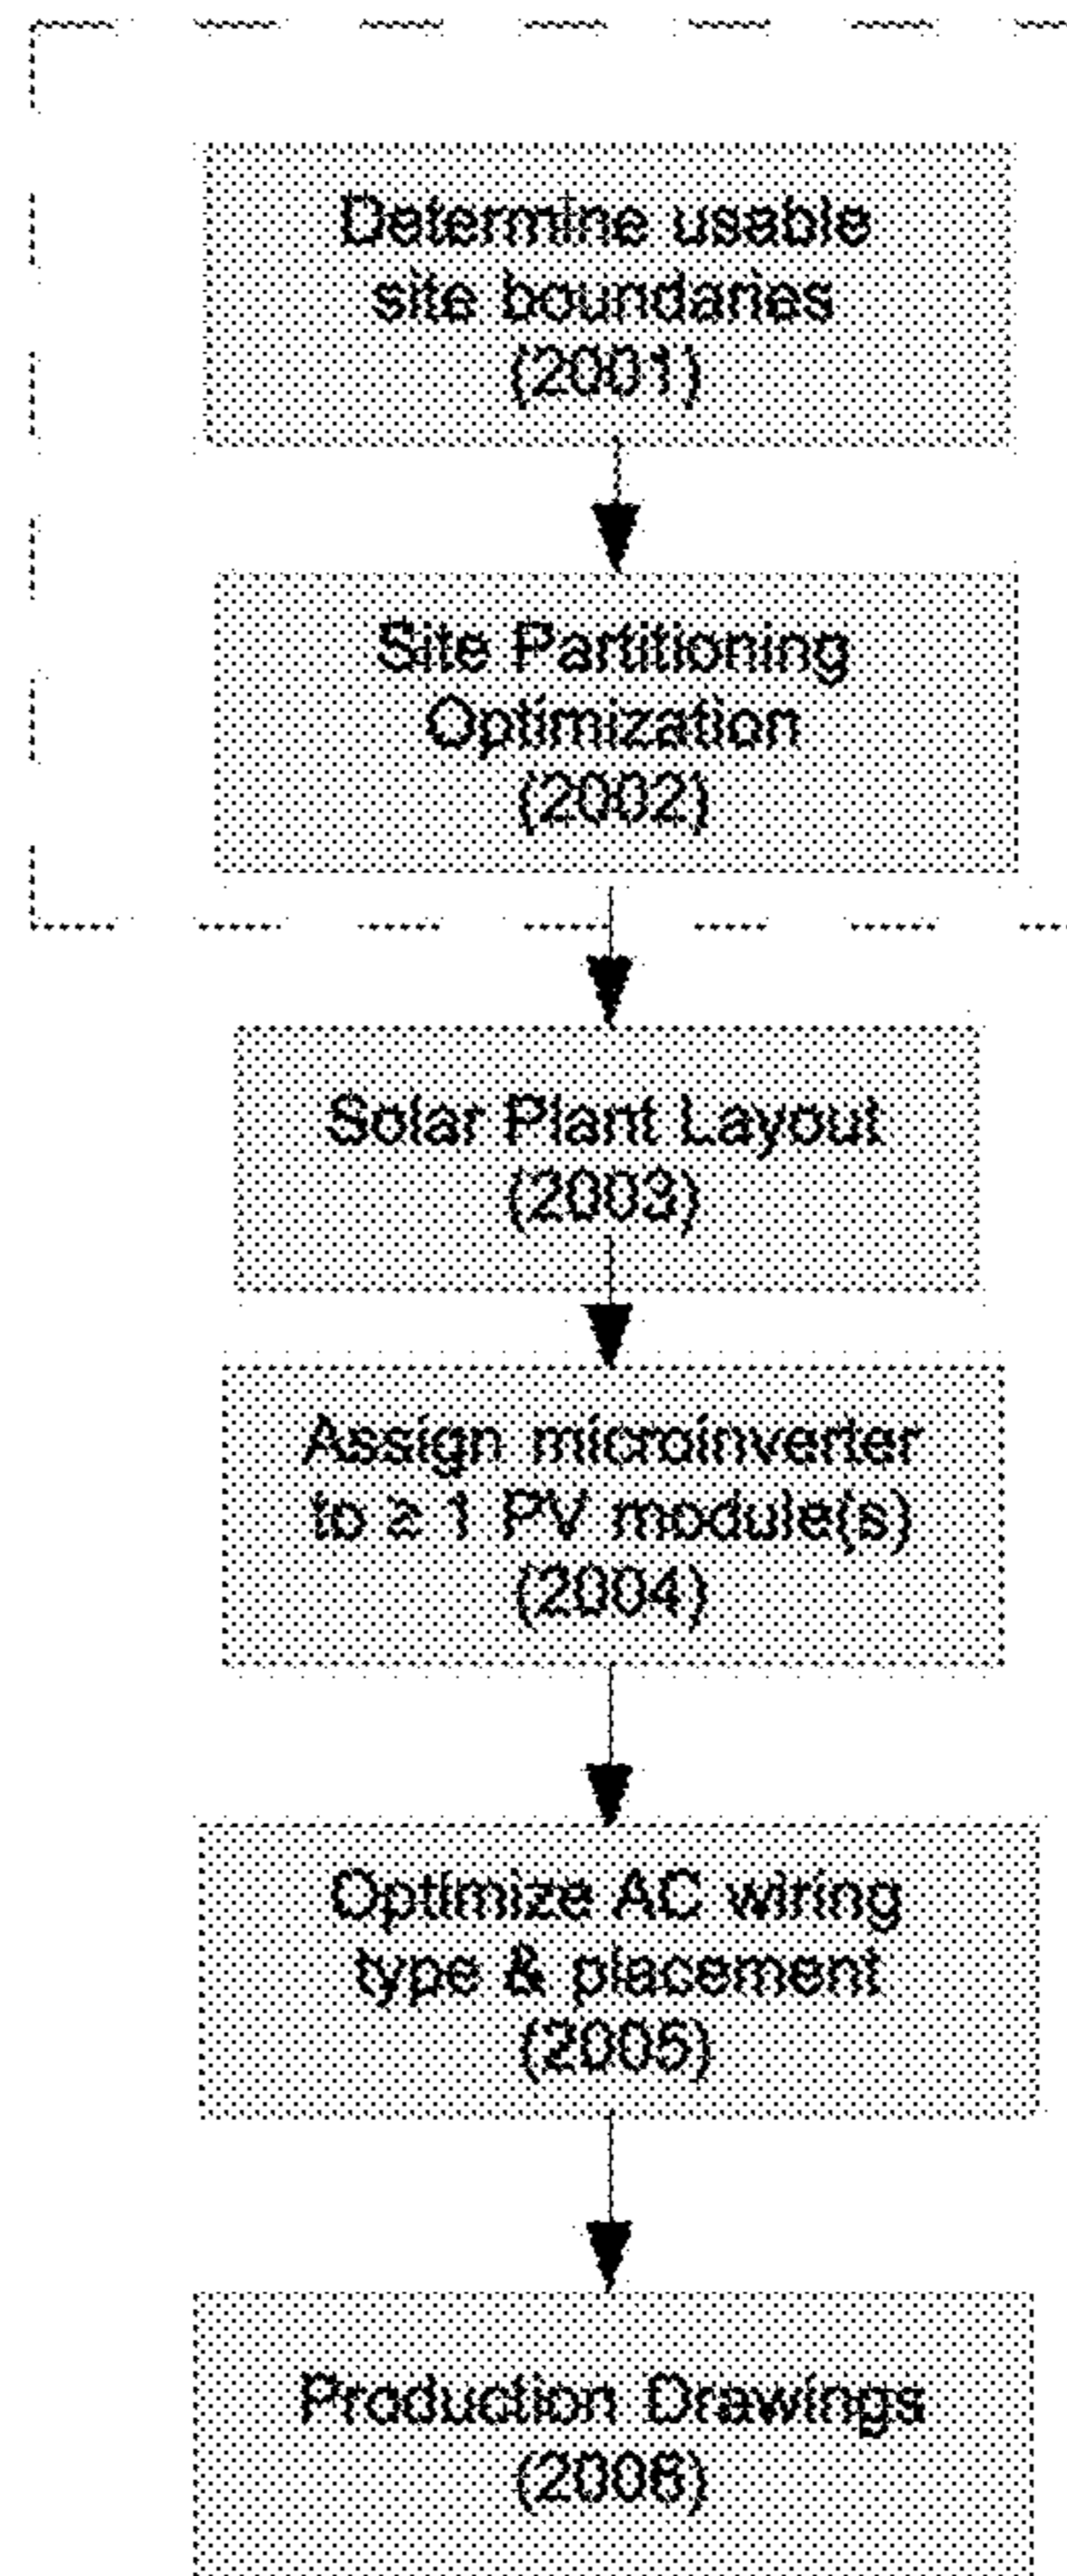 Determine usable
site boundaries
(2001)
Site Partitioning
Optimization
(2002)
Solar Plant Layout
(2003)
Assign microinverter
to ≥ 1 PV module(s)
(2004)
Optimize AC wiring
type & placement
(2005)
Production Drawings
(2006)